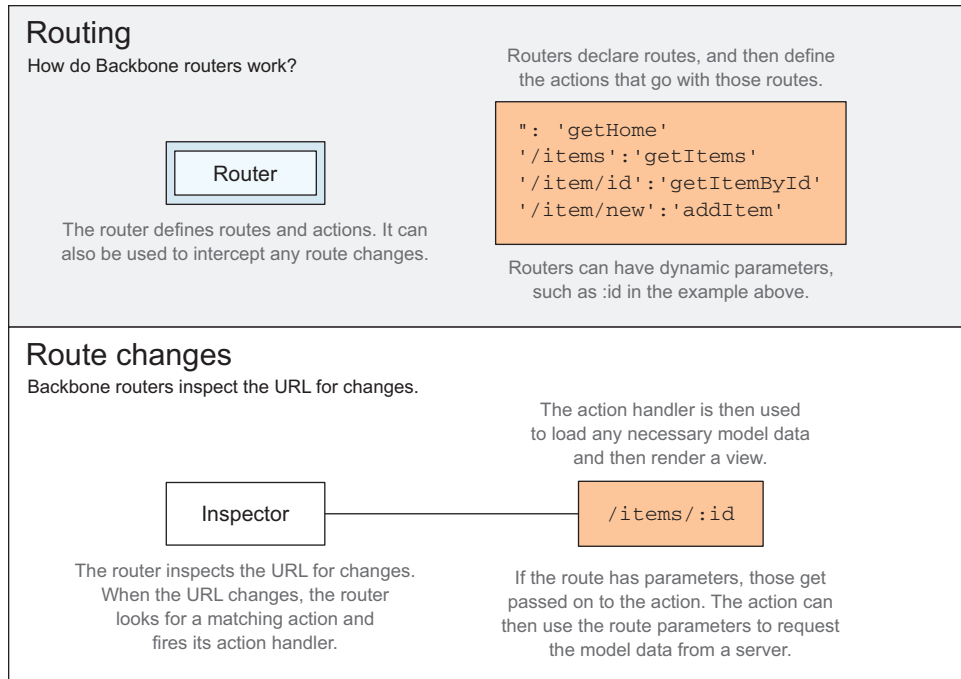 Routing
How do Backbone routers work?
Routers declare routes, and then define
the actions that go with those routes.
": 'getHome'
'/items':'getItems'
'/item/id':'getItemById'
'/item/new':'addItem'
Router
The router defines routes and actions. It can
also be used to intercept any route changes.
Routers can have dynamic parameters,
such as :id in the example above.
Route changes
Backbone routers inspect the URL for changes.
The action handler is then used
to load any necessary model data
and then render a view.
Inspector
/items/:id
The router inspects the URL for changes.
When the URL changes, the router
looks for a matching action and
fires its action handler.
If the route has parameters, those get
passed on to the action. The action can
then use the route parameters to request
the model data from a server.